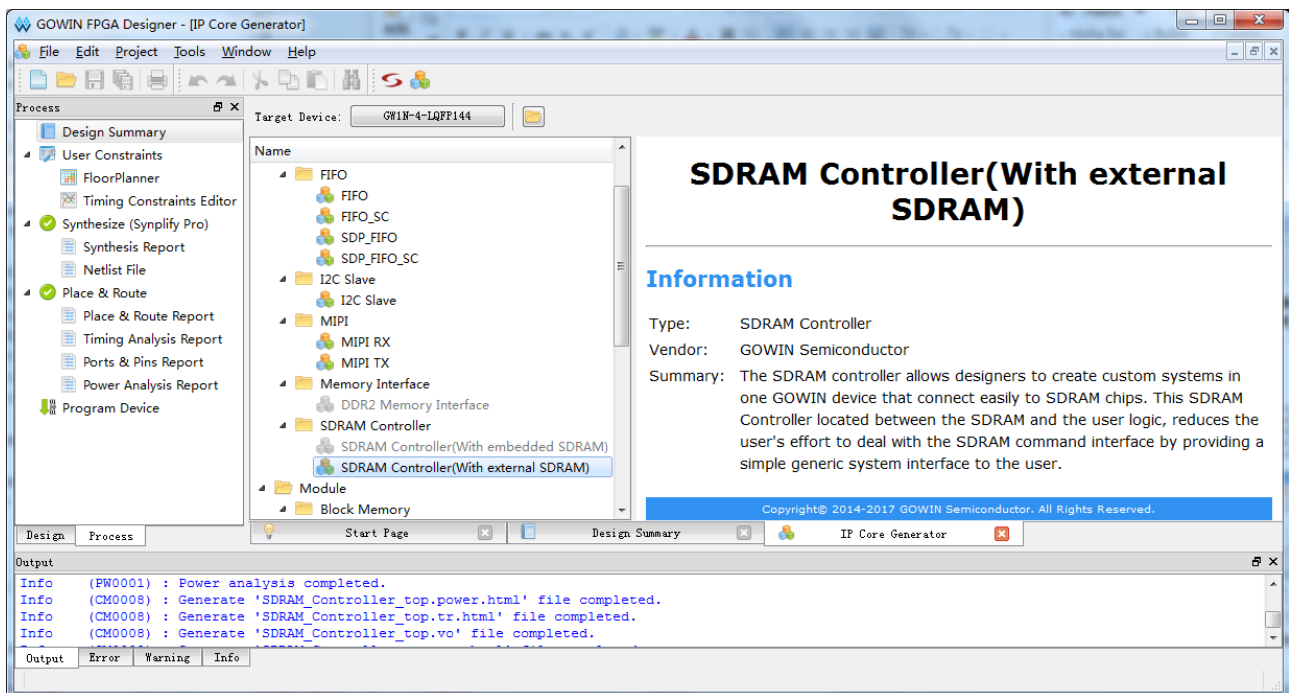 GOWIN FPGA Designer - [IP Core Generator]
File Edit Project Tools Window Help
Process
Design Summary
User Constraints
FloorPlanner
Timing Constraints Editor
Synthesize (Synplify Pro)
Synthesis Report
Netlist File
Place & Route
Place & Route Report
Timing Analysis Report
Ports & Pins Report
Power Analysis Report
Program Device
Design Process
Target Device: GW1N-4-LQFP144
Name
FIFO
FIFO
FIFO_SC
SDP_FIFO
SDP_FIFO_SC
I2C Slave
I2C Slave
MIPI
MIPI RX
MIPI TX
Memory Interface
DDR2 Memory Interface
SDRAM Controller
SDRAM Controller(With embedded SDRAM)
SDRAM Controller(With external SDRAM)
Module
Block Memory
SDRAM Controller(With external
SDRAM)
Information
Type: SDRAM Controller
Vendor: GOWIN Semiconductor
Summary: The SDRAM controller allows designers to create custom systems in
one GOWIN device that connect easily to SDRAM chips. This SDRAM
Controller located between the SDRAM and the user logic, reduces the
user's effort to deal with the SDRAM command interface by providing a
simple generic system interface to the user.
Copyright© 2014-2017 GOWIN Semiconductor. All Rights Reserved.
Start Page Design Summary IP Core Generator
Output
Info (PW0001) : Power analysis completed.
Info (CM0008) : Generate 'SDRAM_Controller_top.power.html' file completed.
Info (CM0008) : Generate 'SDRAM_Controller_top.tr.html' file completed.
Info (CM0008) : Generate 'SDRAM_Controller_top.vo' file completed.
Output Error Warning Info